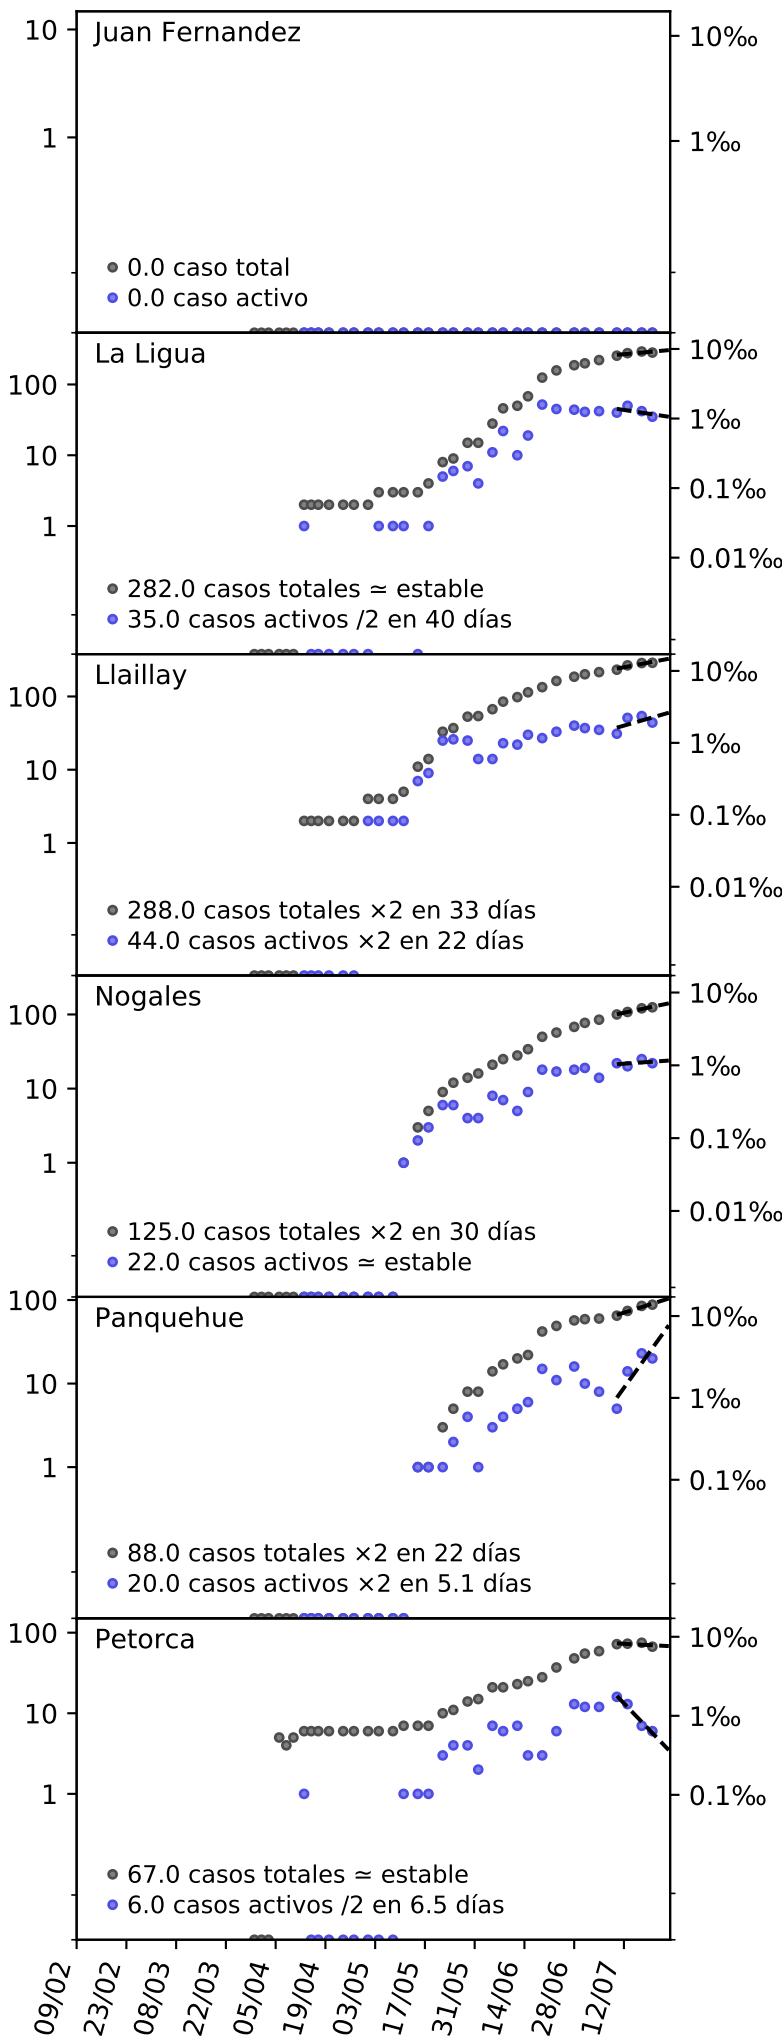 Juan Fernandez
10
1
10‰
1‰
0.0 caso total
0.0 caso activo
La Ligua
100
10
1
10‰
1‰
0.1‰
0.01‰
282.0 casos totales ≃ estable
35.0 casos activos /2 en 40 días
Llaillay
100
10
1
10‰
1‰
0.1‰
0.01‰
288.0 casos totales ×2 en 33 días
44.0 casos activos ×2 en 22 días
Nogales
100
10
1
10‰
1‰
0.1‰
0.01‰
125.0 casos totales ×2 en 30 días
22.0 casos activos ≃ estable
Panquehue
100
10
1
10‰
1‰
0.1‰
88.0 casos totales ×2 en 22 días
20.0 casos activos ×2 en 5.1 días
Petorca
100
10
1
10‰
1‰
0.1‰
67.0 casos totales ≃ estable
6.0 casos activos /2 en 6.5 días
09/02
23/02
08/03
22/03
05/04
19/04
03/05
17/05
31/05
14/06
28/06
12/07